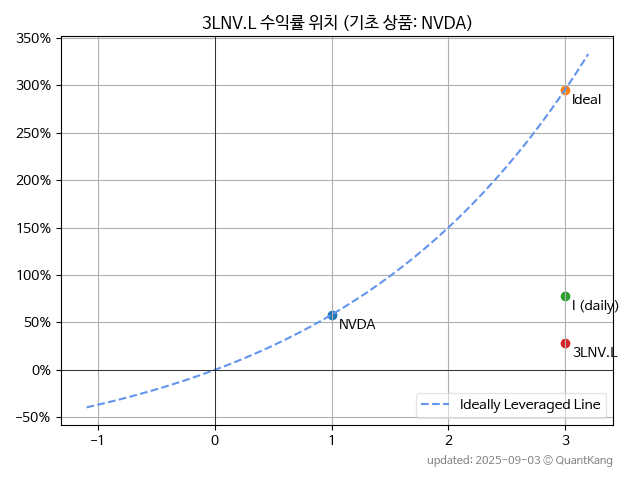 3LNV.L 수익률 위치 (기초 상품: NVDA)
350%
300%
250%
200%
150%
100%
50%
0%
−50%
Ideal
I (daily)
NVDA
3LNV.L
Ideally Leveraged Line
−1
0
1
2
3
updated: 2025-09-03 © QuantKang